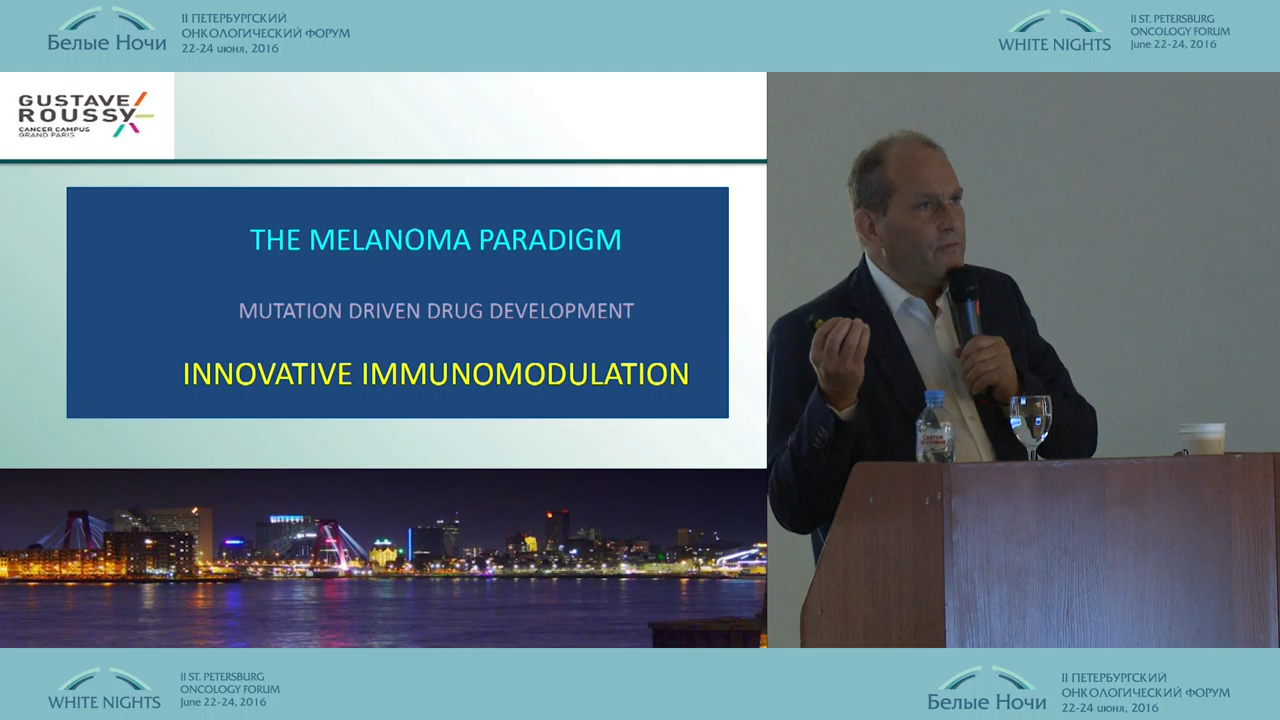 Белые Ночи
II ПЕТЕРБУРГСКИЙ
ОНКОЛОГИЧЕСКИЙ ФОРУМ
22-24 июня, 2016
WHITE NIGHTS
II ST. PETERSBURG
ONCOLOGY FORUM
June 22-24, 2016
GUSTAVE
ROUSSY
CANCER CAMPUS
GRAND PARIS
THE MELANOMA PARADIGM
MUTATION DRIVEN DRUG DEVELOPMENT
INNOVATIVE IMMUNOMODULATION
WHITE NIGHTS
II ST. PETERSBURG
ONCOLOGY FORUM
June 22-24, 2016
Белые Ночи
II ПЕТЕРБУРГСКИЙ
ОНКОЛОГИЧЕСКИЙ ФОРУМ
22-24 июня, 2016